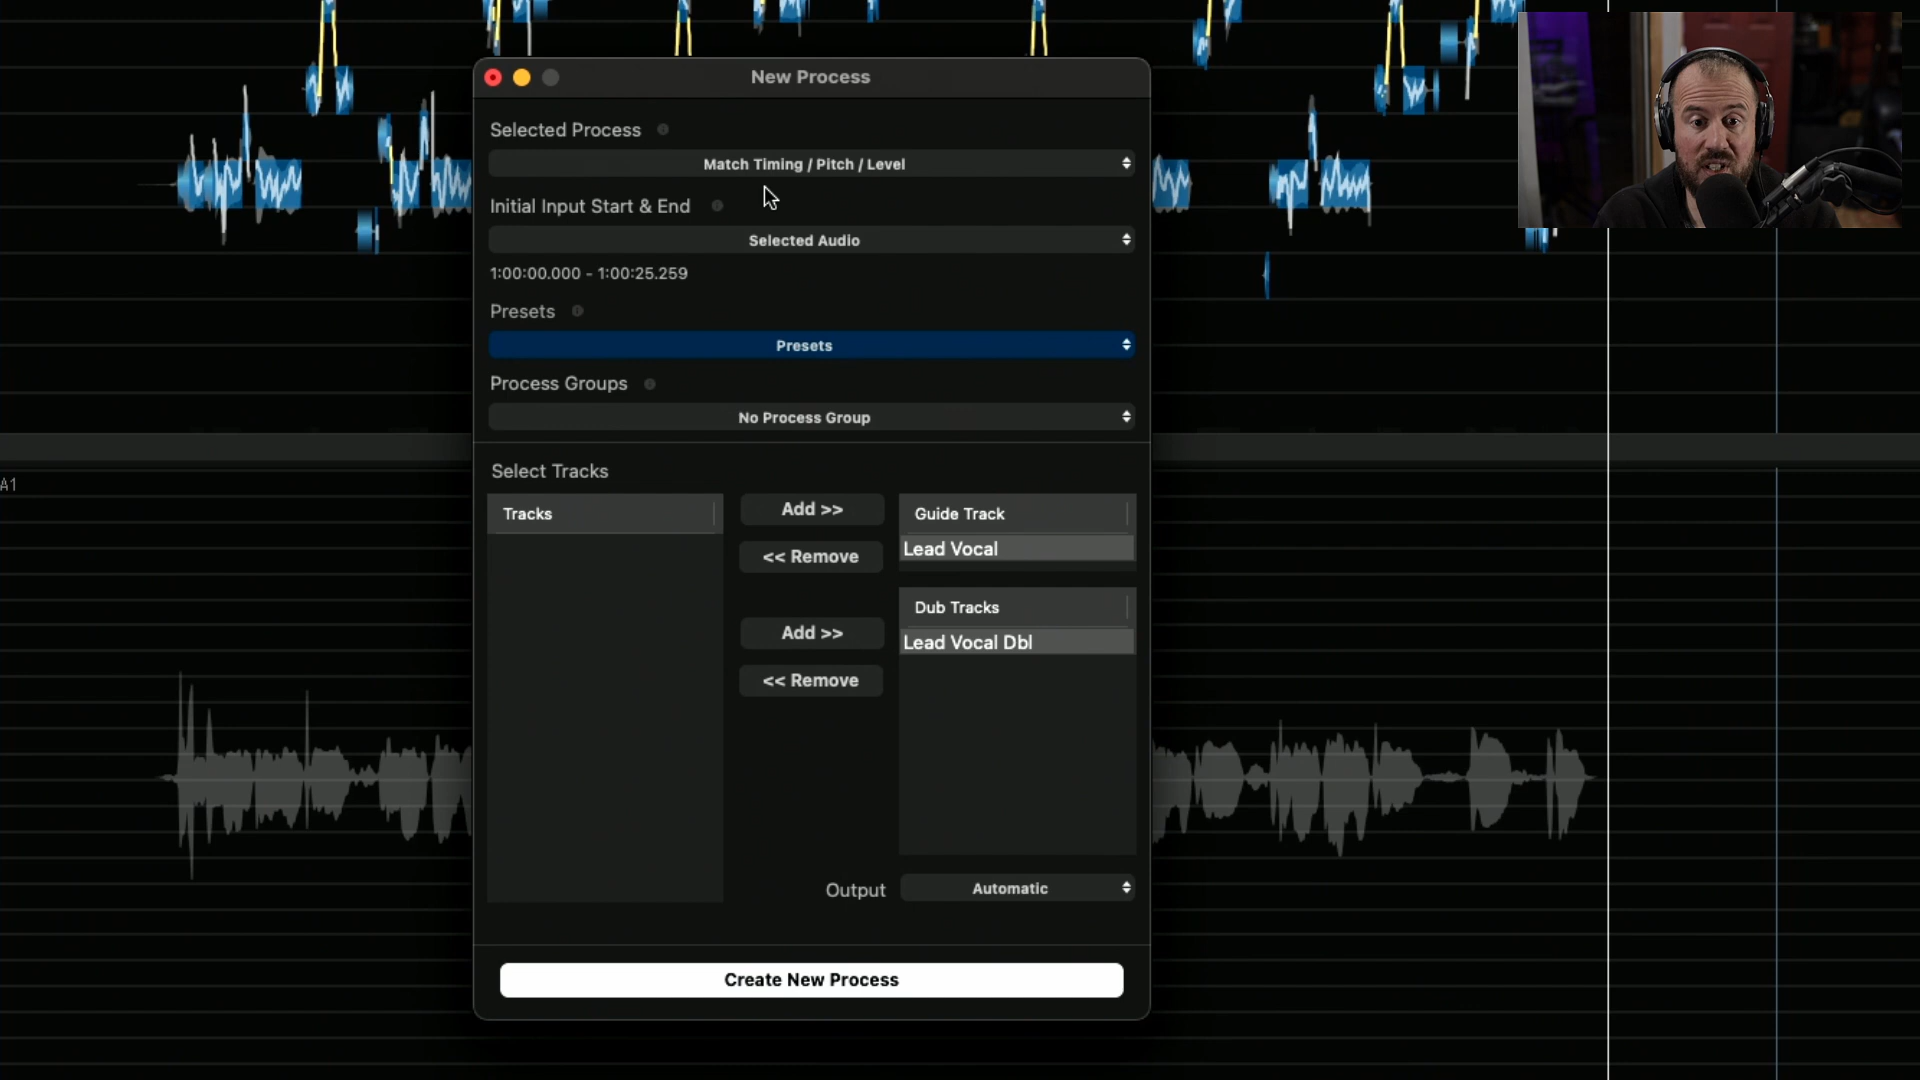 New Process
Selected Process
Match Timing / Pitch / Level
Initial Input Start & End
Selected Audio
1:00:00.000 - 1:00:25.259
Presets
Presets
Process Groups
No Process Group
Select Tracks
A1
Tracks
Add >>
Guide Track
Lead Vocal
<< Remove
Dub Tracks
Add >>
Lead Vocal Dbl
<< Remove
Output
Automatic
Create New Process